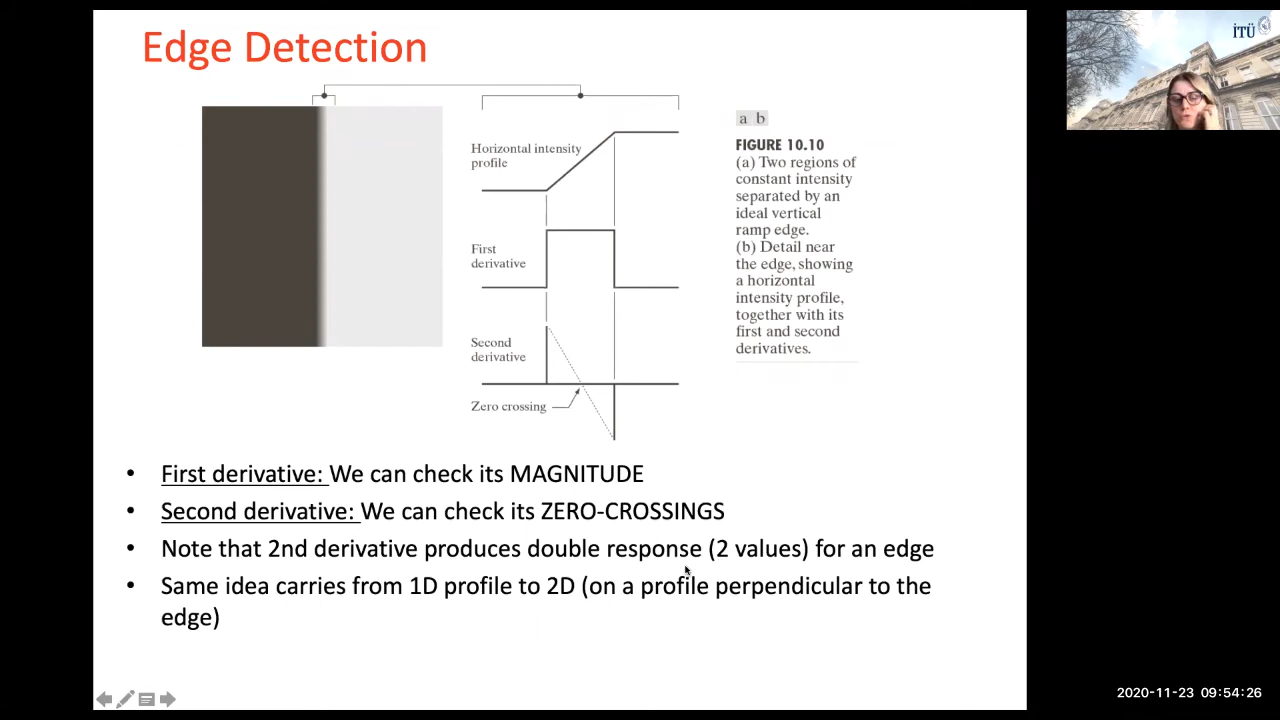 Edge Detection
İTÜ
Horizontal intensity
profile
First
derivative
Second
derivative
Zero crossing
a b
FIGURE 10.10
(a) Two regions of
constant intensity
separated by an
ideal vertical
ramp edge.
(b) Detail near
the edge, showing
a horizontal
intensity profile,
together with its
first and second
derivatives.
• First derivative: We can check its MAGNITUDE
• Second derivative: We can check its ZERO-CROSSINGS
• Note that 2nd derivative produces double response (2 values) for an edge
• Same idea carries from 1D profile to 2D (on a profile perpendicular to the
edge)
2020-11-23 09:54:26